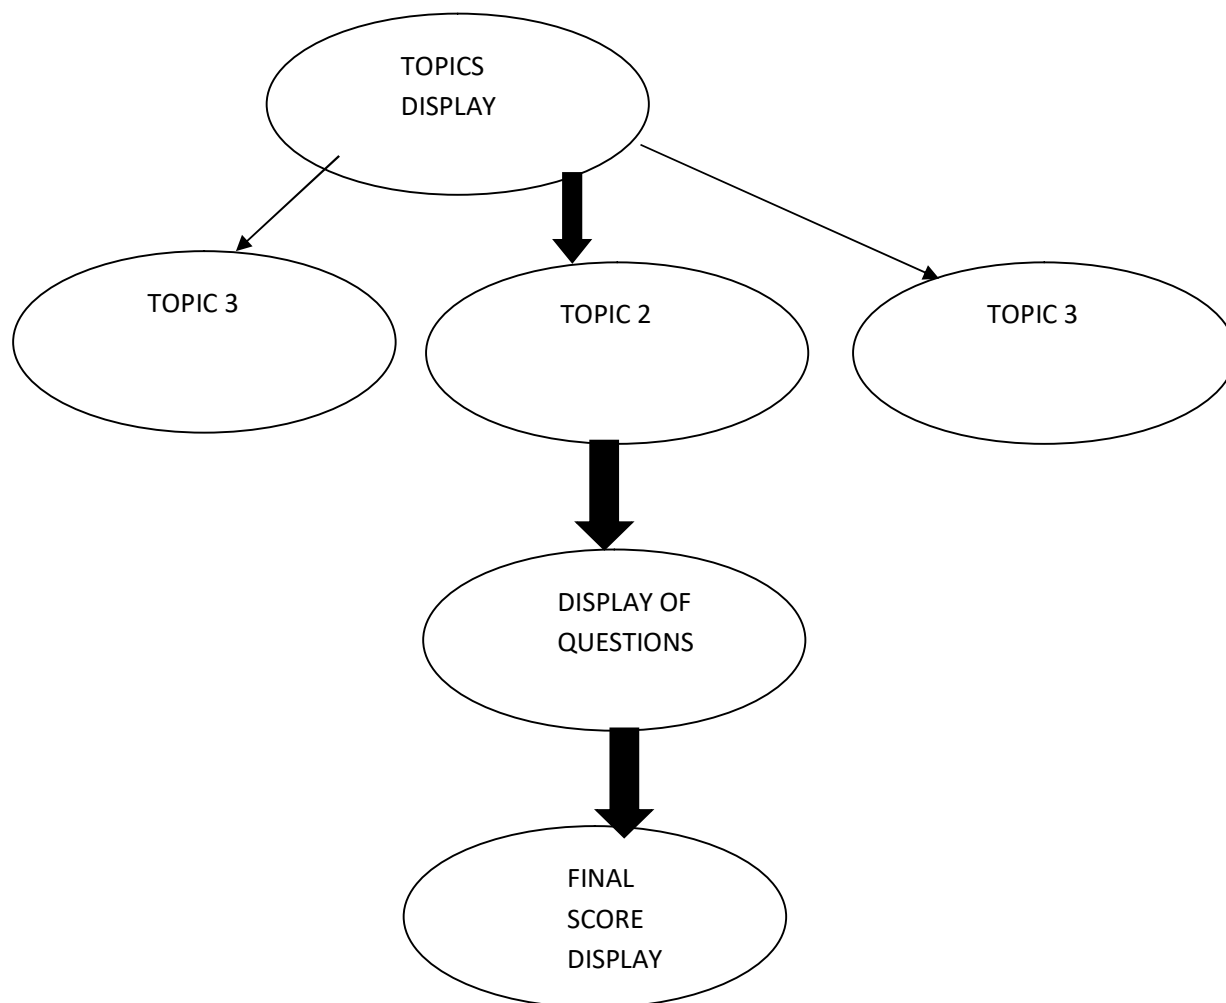 TOPICS
DISPLAY
TOPIC 3
TOPIC 2
TOPIC 3
DISPLAY OF
QUESTIONS
FINAL
SCORE
DISPLAY